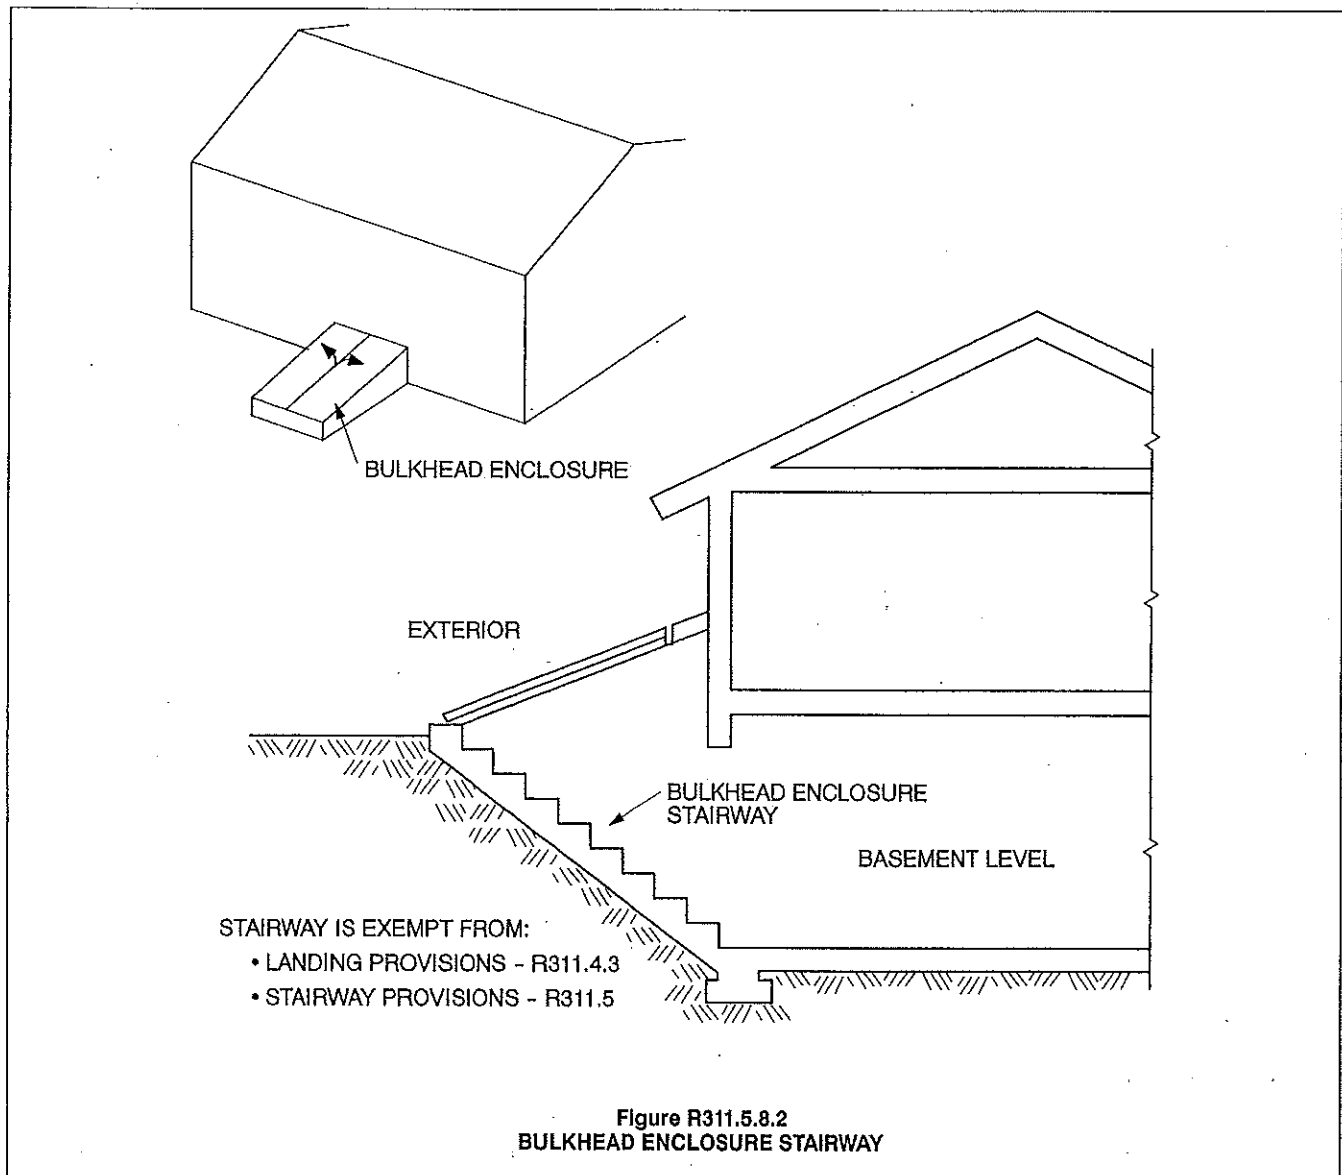 BULKHEAD ENCLOSURE
EXTERIOR
BULKHEAD ENCLOSURE
STAIRWAY
BASEMENT LEVEL
STAIRWAY IS EXEMPT FROM:
• LANDING PROVISIONS - R311.4.3
• STAIRWAY PROVISIONS - R311.5
Figure R311.5.8.2
BULKHEAD ENCLOSURE STAIRWAY